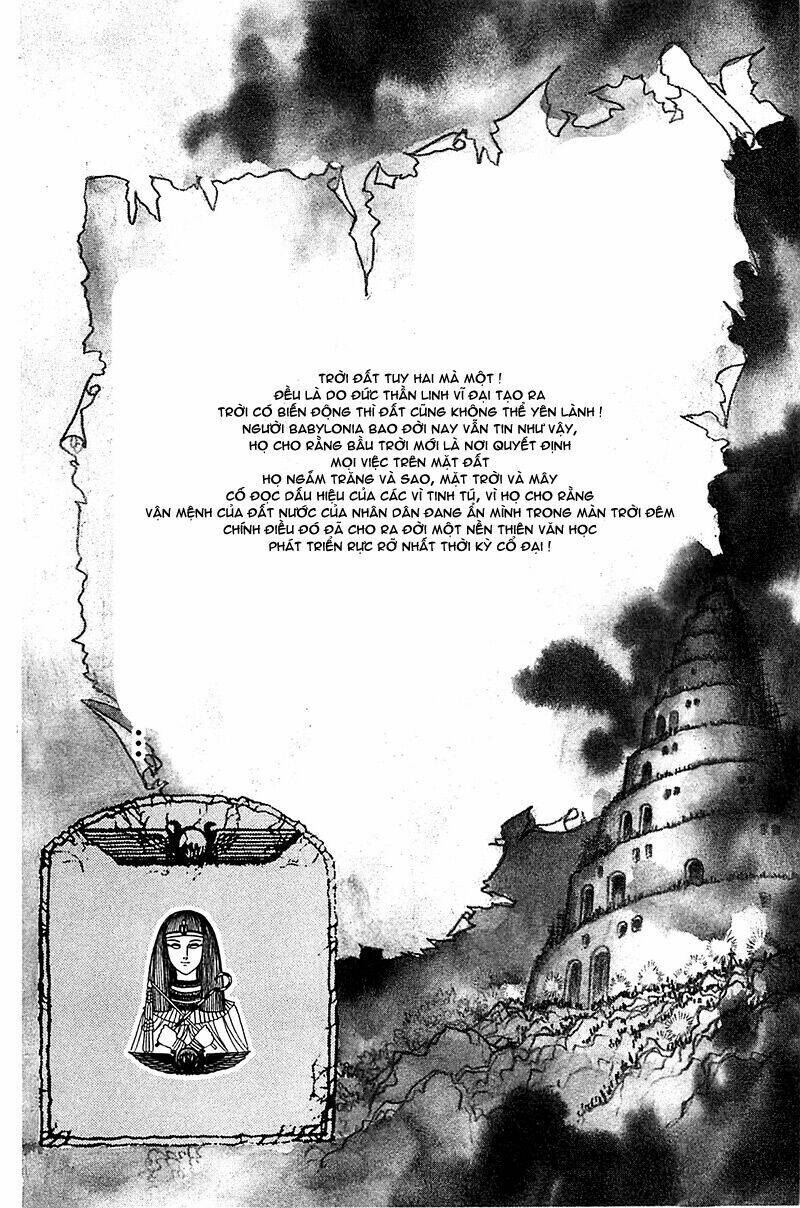 TRỜI ĐẤT TUY HAI MÀ MỘT !
ĐỀU LÀ DO ĐỨC THẦN LINH VĨ ĐẠI TẠO RA
TRỜI CÓ BIẾN ĐỘNG THÌ ĐẤT CŨNG KHÔNG THỂ YÊN LÀNH !
NGƯỜI BABYLONIA BAO ĐỜI NAY VẪN TIN NHƯ VẬY,
HỌ CHO RẰNG BẦU TRỜI MỚI LÀ NƠI QUYẾT ĐỊNH
MỌI VIỆC TRÊN MẶT ĐẤT
HỌ NGẮM TRĂNG VÀ SAO, MẶT TRỜI VÀ MÂY
CỐ ĐỌC DẤU HIỆU CỦA CÁC VÌ TINH TÚ, VÌ HỌ CHO RẰNG
VẬN MỆNH CỦA ĐẤT NƯỚC CỦA NHÂN DÂN ĐANG ẨN MÌNH TRONG MÀN TRỜI ĐÊM
CHÍNH ĐIỀU ĐÓ ĐÃ CHO RA ĐỜI MỘT NỀN THIÊN VĂN HỌC
PHÁT TRIỂN RỰC RỠ NHẤT THỜI KỲ CỔ ĐẠI !